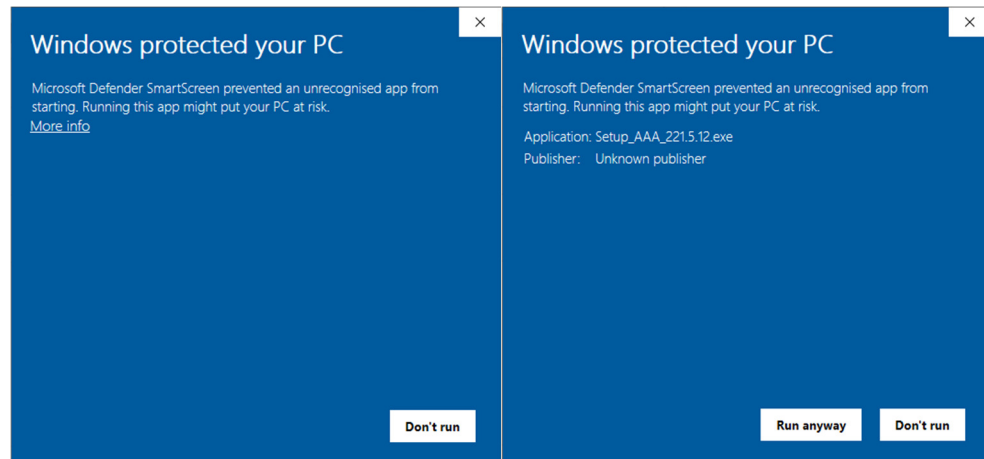 Windows protected your PC
Microsoft Defender SmartScreen prevented an unrecognised app from
starting. Running this app might put your PC at risk.
More info
Don't run
Windows protected your PC
Microsoft Defender SmartScreen prevented an unrecognised app from
starting. Running this app might put your PC at risk.
Application: Setup_AAA_221.5.12.exe
Publisher: Unknown publisher
Run anyway Don't run